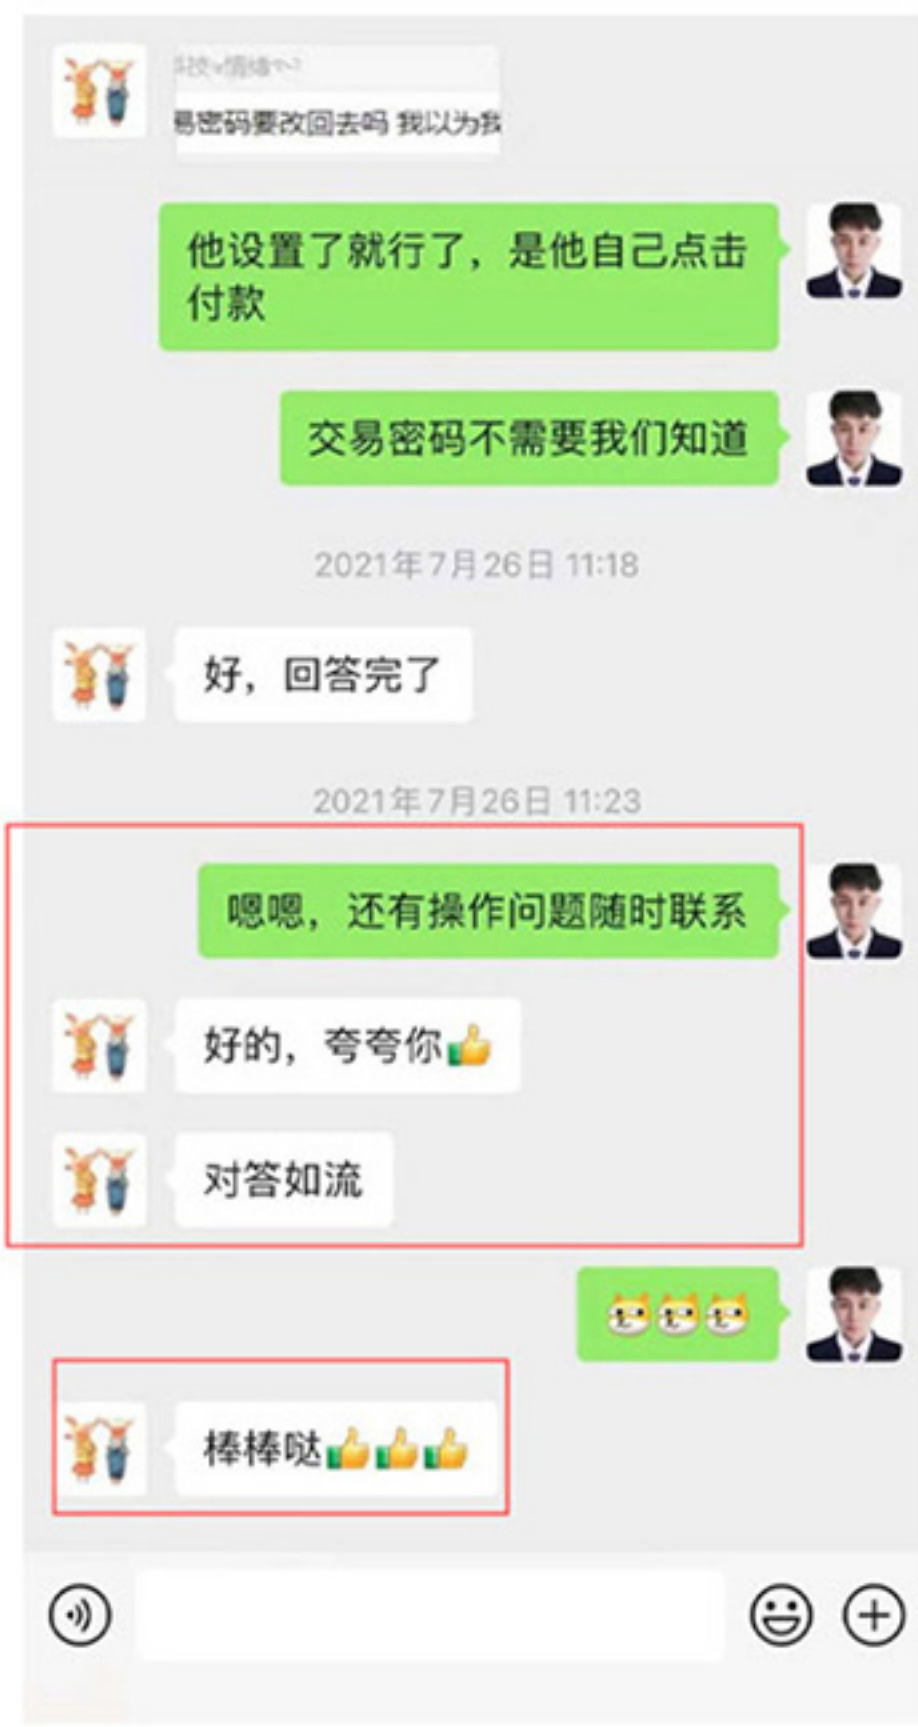 易密码要改回去吗 我以为我
他设置了就行了，是他自己点击
付款
交易密码不需要我们知道
2021年7月26日 11:18
好，回答完了
2021年7月26日 11:23
嗯嗯，还有操作问题随时联系
好的，夸夸你👍
对答如流
棒棒哒👍👍👍